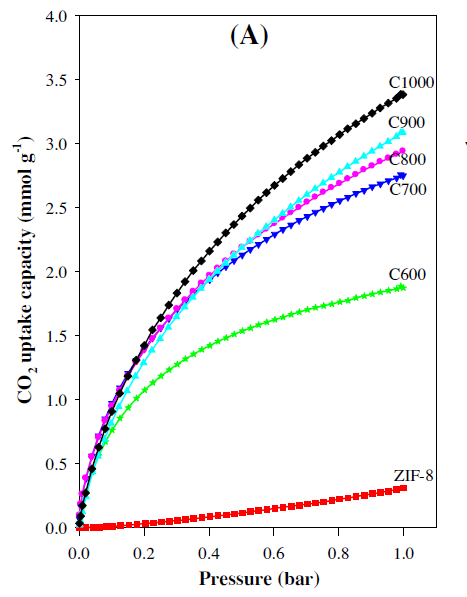 (A)
4.0
3.5
3.0
2.5
2.0
1.5
1.0
0.5
0.0
CO2 uptake capacity (mmol g-1)
C1000
C900
C800
C700
C600
ZIF-8
0.0 0.2 0.4 0.6 0.8 1.0
Pressure (bar)